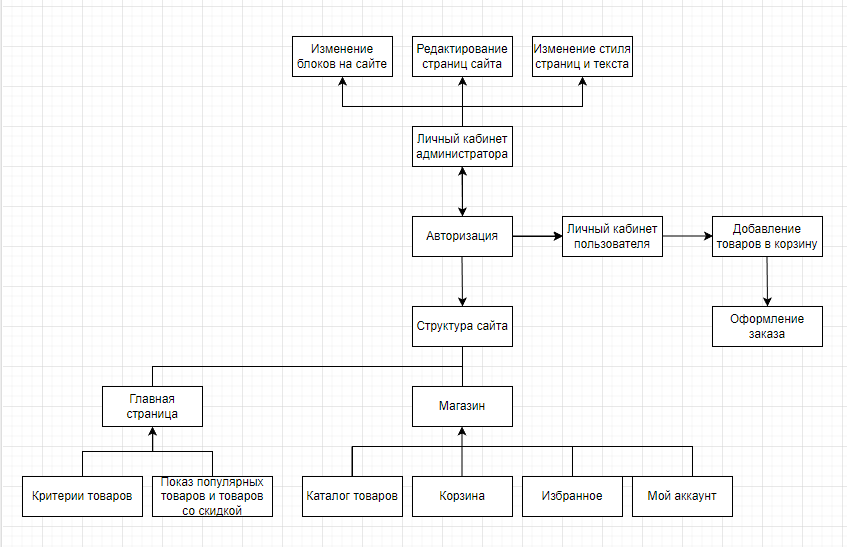 Изменение
блоков на сайте
Редактирование
страниц сайта
Изменение стиля
страниц и текста
Личный кабинет
администратора
Авторизация
Личный кабинет
пользователя
Добавление
товаров в корзину
Структура сайта
Оформление
заказа
Главная
страница
Магазин
Критерии товаров
Показ популярных
товаров и товаров
со скидкой
Каталог товаров
Корзина
Избранное
Мой аккаунт